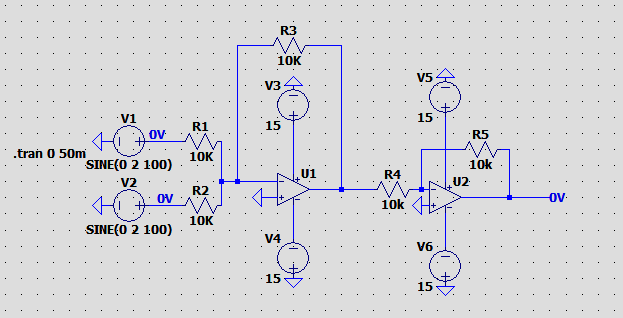 R3
10K
V3
15
V5
15
V1
0V
R1
.tran 0 50m
SINE(0 2 100)
10K
R5
10k
V2
0V
R2
SINE(0 2 100)
10K
U1
R4
10k
U2
0V
V4
15
V6
15